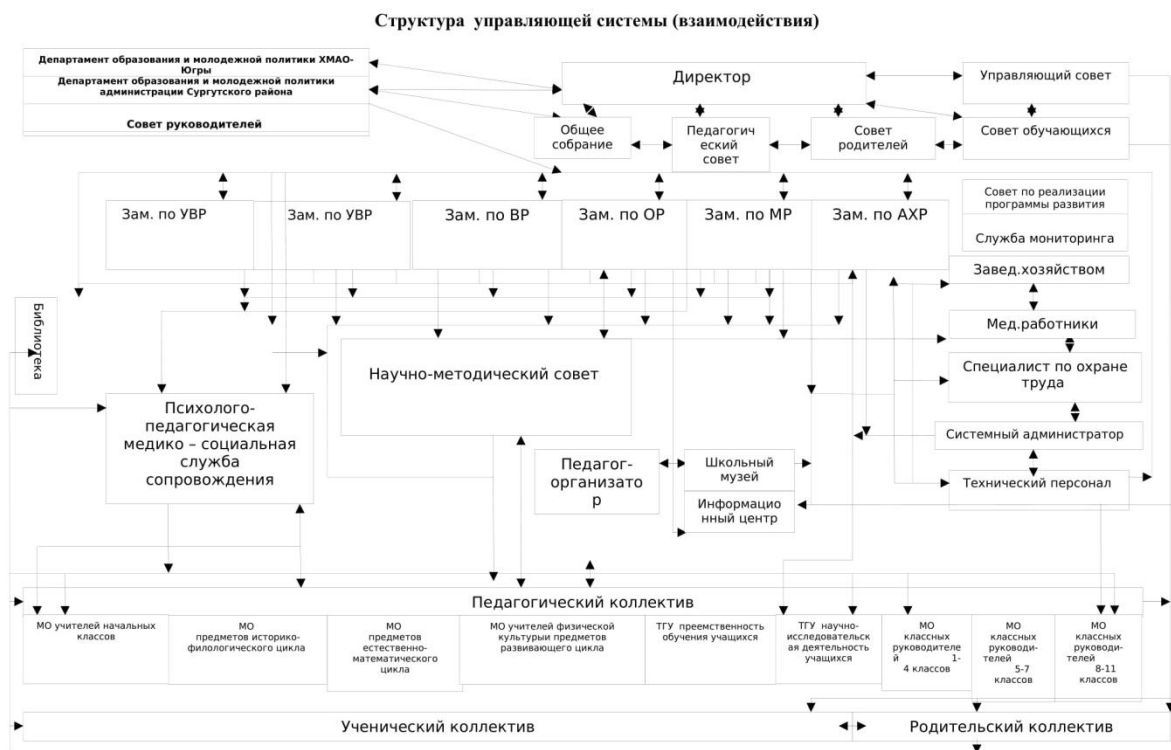 Структура управляющей системы (взаимодействия)
Департамент образования и молодежной политики ХМАО-
Югры
Департамент образования и молодежной политики
администрации Сургутского района
Совет руководителей
Директор
Управляющий совет
Общее
собрание
Педагогич
еский
совет
Совет
родителей
Совет обучающихся
Зам. по УВР
Зам. по УВР
Зам. по ВР
Зам. по ОР
Зам. по МР
Зам. по АХР
Совет по реализации
программы развития
Служба мониторинга
Завед.хозяйством
Библиотека
Мед.работники
Научно-методический совет
Специалист по охране
труда
Психолого-
педагогическая
медико – социальная
служба
сопровождения
Системный администратор
Педагог-
организато
р
Школьный
музей
Технический персонал
Информацио
нный центр
Педагогический коллектив
МО учителей начальных
классов
МО
предметов историко-
филологического цикла
МО
предметов
естественно-
математического
цикла
МО учителей физической
культурыи предметов
развивающего цикла
ТГУ преемственность
обучения учащихся
ТГУ научно-
исследовательск
ая деятельность
учащихся
МО
классных
руководителе
й 1-
4 классов
МО
классных
руководи-
телей
5-7
классов
МО
классных
руководи-
телей
8-11
классов
Ученический коллектив
Родительский коллектив